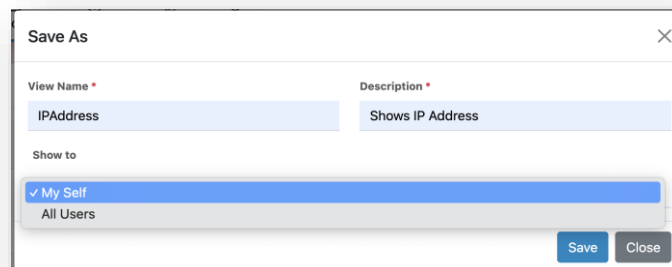 Save As
View Name *
Description *
IPAddress
Shows IP Address
Show to
✓ My Self
All Users
Save
Close